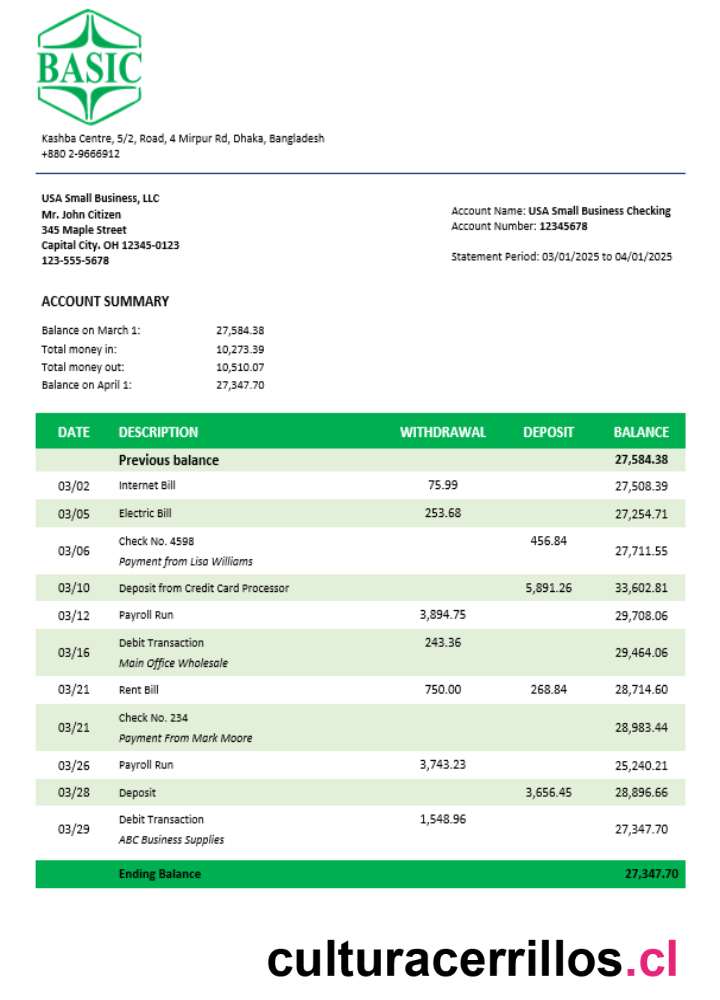 BASIC
Kashba Centre, 5/2, Road, 4 Mirpur Rd, Dhaka, Bangladesh
+880 2-9666912
USA Small Business, LLC
Mr. John Citizen
345 Maple Street
Capital City. OH 12345-0123
123-555-5678
Account Name: USA Small Business Checking
Account Number: 12345678
Statement Period: 03/01/2025 to 04/01/2025
ACCOUNT SUMMARY
Balance on March 1: 27,584.38
Total money in: 10,273.39
Total money out: 10,510.07
Balance on April 1: 27,347.70
DATE DESCRIPTION WITHDRAWAL DEPOSIT BALANCE
Previous balance 27,584.38
03/02 Internet Bill 75.99 27,508.39
03/05 Electric Bill 253.68 27,254.71
03/06 Check No. 4598 456.84 27,711.55
Payment from Lisa Williams
03/10 Deposit from Credit Card Processor 5,891.26 33,602.81
03/12 Payroll Run 3,894.75 29,708.06
03/16 Debit Transaction 243.36 29,464.06
Main Office Wholesale
03/21 Rent Bill 750.00 268.84 28,714.60
03/21 Check No. 234 28,983.44
Payment From Mark Moore
03/26 Payroll Run 3,743.23 25,240.21
03/28 Deposit 3,656.45 28,896.66
03/29 Debit Transaction 1,548.96 27,347.70
ABC Business Supplies
Ending Balance 27,347.70
culturacerrillos.cl